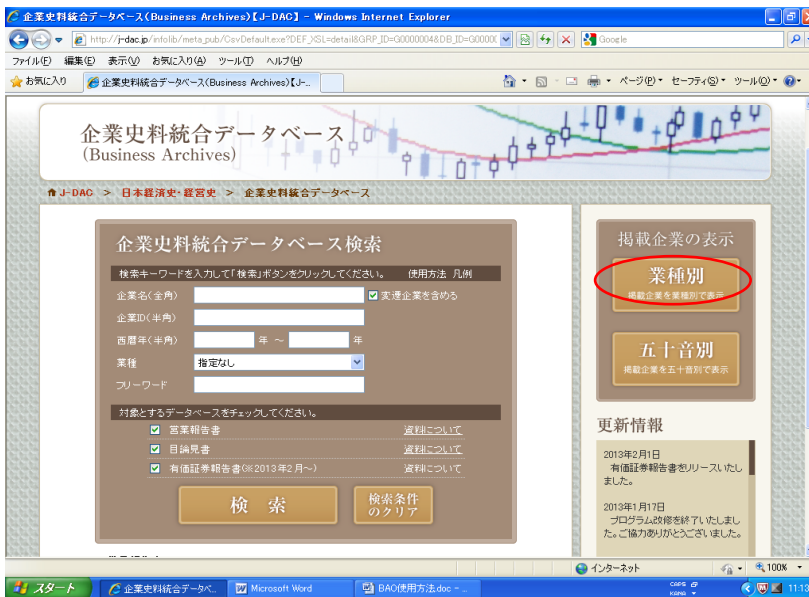 企業史料統合データベース(Business Archives)【J-DAC】 - Windows Internet Explorer
http://j-dac.jp/infolib/meta_pub/CsvDefault.exe?DEF_XSL=detail&GRP_ID=G0000004&DB_ID=G0000
Google
ファイル(F) 編集(E) 表示(V) お気に入り(A) ツール(T) ヘルプ(H)
お気に入り 企業史料統合データベース(Business Archives)【J-... ページ(P) セーフティ(S) ツール(O)
企業史料統合データベース
(Business Archives)
J-DAC > 日本経済史・経営史 > 企業史料統合データベース
企業史料統合データベース検索
検索キーワードを入力して「検索」ボタンをクリックしてください。 使用方法 凡例
企業名(全角) 変遷企業を含める
企業ID(半角)
西暦年(半角) 年 ～ 年
業種 指定なし
フリーワード
対象とするデータベースをチェックしてください。
営業報告書 資料について
目論見書 資料について
有価証券報告書(※2013年2月～) 資料について
検 索
検索条件
のクリア
掲載企業の表示
業種別
掲載企業を業種別で表示
五十音別
掲載企業を五十音別で表示
更新情報
2013年2月1日
有価証券報告書をリリースいたし
ました。
2013年1月17日
プログラム改修を終了いたしまし
た。ご協力ありがとうございました。
インターネット 100%
スタート 企業史料統合データベ... Microsoft Word BAO使用方法.doc - ... CAPS KANA 11:13